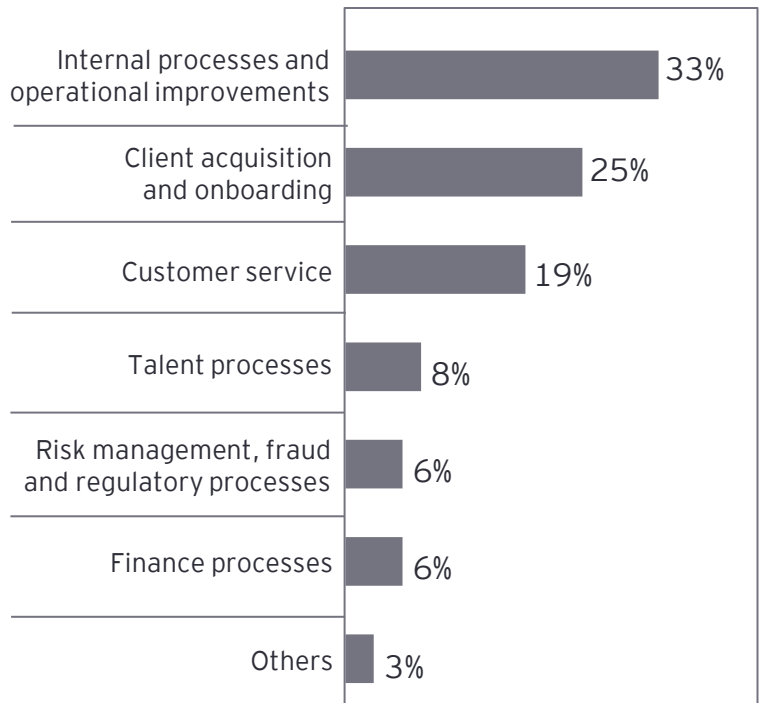 Internal processes and
operational improvements
33%
Client acquisition
and onboarding
25%
Customer service
19%
Talent processes
8%
Risk management, fraud
and regulatory processes
6%
Finance processes
6%
Others
3%